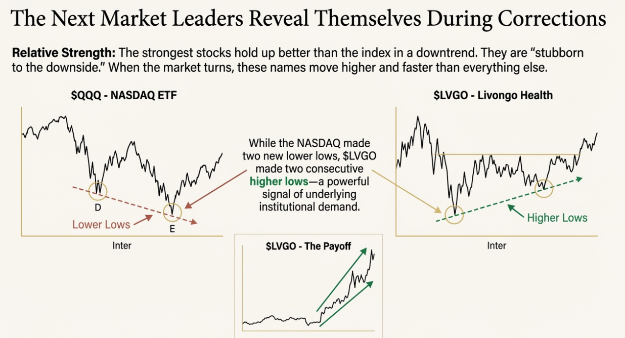 The Next Market Leaders Reveal Themselves During Corrections
Relative Strength: The strongest stocks hold up better than the index in a downtrend. They are “stubborn
to the downside.” When the market turns, these names move higher and faster than everything else.
$QQQ - NASDAQ ETF
D
E
Lower Lows
Inter
While the NASDAQ made
two new lower lows, $LVGO
made two consecutive
higher lows—a powerful
signal of underlying
institutional demand.
$LVGO - Livongo Health
Higher Lows
Inter
$LVGO - The Payoff